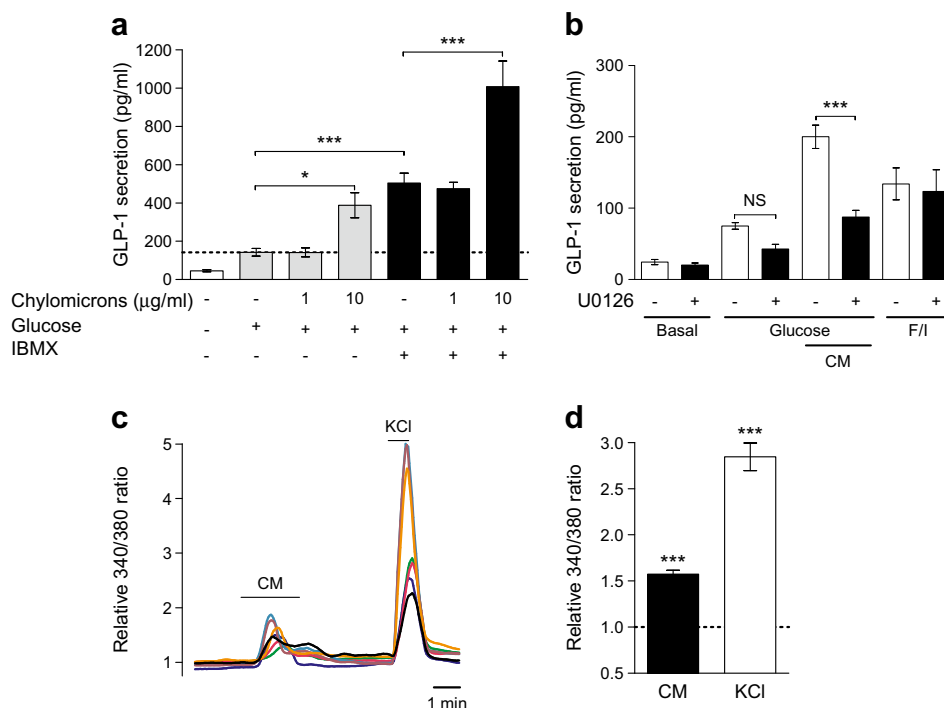 a
GLP-1 secretion (pg/ml)
1200
1000
800
600
400
200
0
***
*
***
Chylomicrons (µg/ml) - - 1 10 - 1 10
Glucose - + + + + + +
IBMX - - - - + + +
b
GLP-1 secretion (pg/ml)
300
200
100
0
NS
***
U0126 - + - + - + - +
Basal Glucose F/I
CM
c
Relative 340/380 ratio
5
4
3
2
1
CM
KCl
1 min
d
Relative 340/380 ratio
3.0
2.5
2.0
1.5
1.0
0.5
***
***
CM KCl